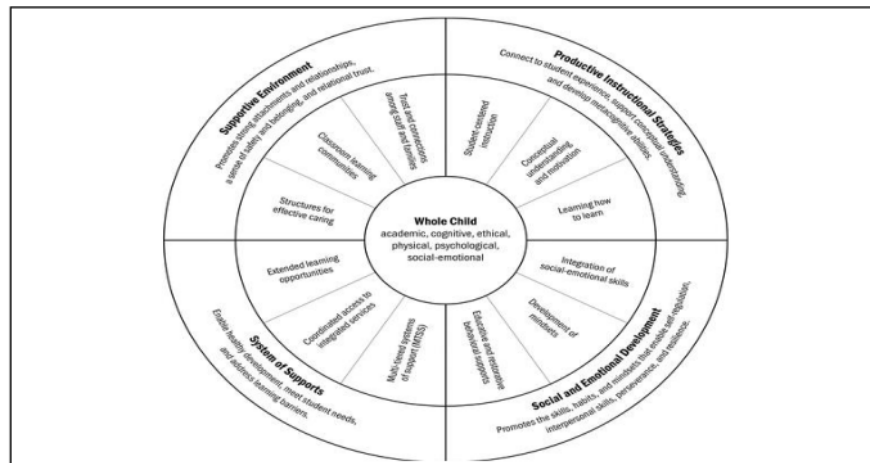 Supportive Environment
Promotes strong attachments and relationships,
a sense of safety and belonging, and relational trust.
Structures for
effective caring
Classroom learning
communities
Trust and connections
among staff and families
Productive Instructional Strategies
Connect to student experience, support conceptual understanding,
and develop metacognitive abilities.
Student-centered
instruction
Conceptual
understanding
and motivation
Learning how
to learn
Whole Child
academic, cognitive, ethical,
physical, psychological,
social-emotional
Integration of
social-emotional skills
Development of
mindsets
Educative and restorative
behavioral supports
Social and Emotional Development
Promotes the skills, habits, and mindsets that enable self-regulation,
interpersonal skills, perseverance, and resilience.
Extended learning
opportunities
Coordinated access to
integrated services
Multi-tiered systems
of support (MTSS)
System of Supports
Enable healthy development, meet student needs,
and address learning barriers.